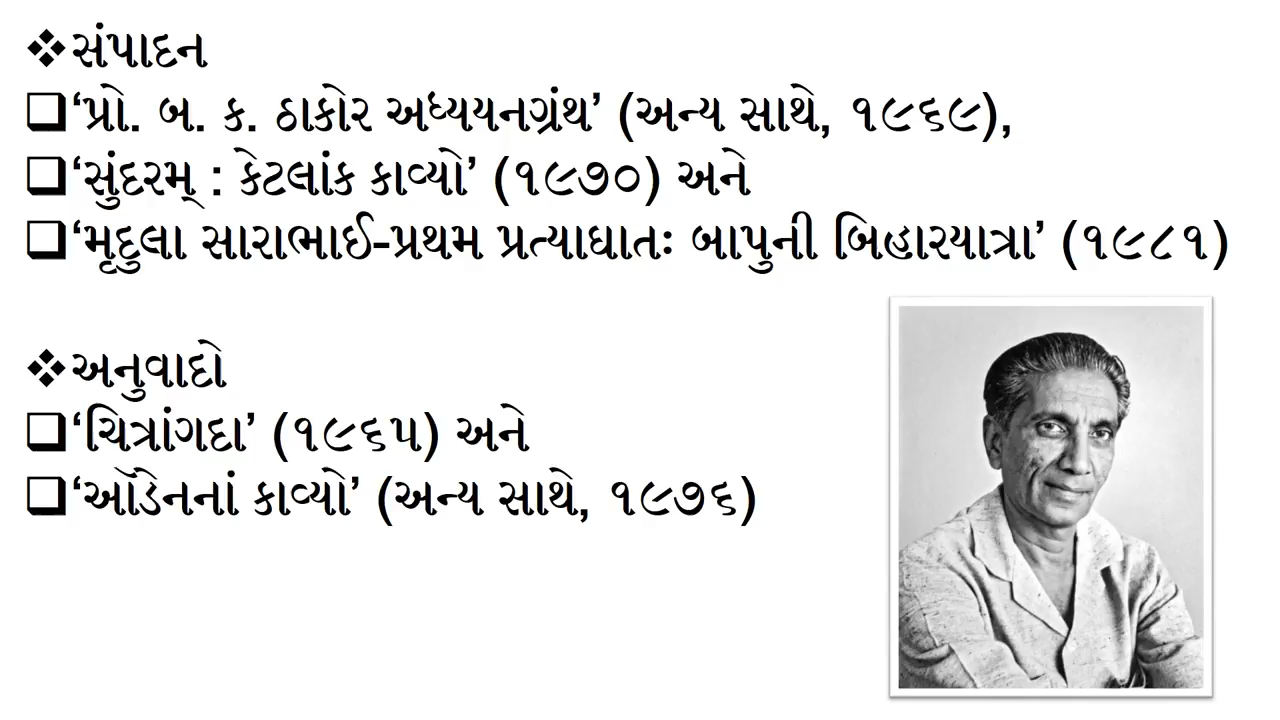 ❖સંપાદન
❑‘પ્રો. બ. ક. ઠાકોર અધ્યયનગ્રંથ’ (અન્ય સાથે, ૧૯૬૯),
❑‘સુંદરમ્ : કેટલાંક કાવ્યો’ (૧૯૭૦) અને
❑‘મૃદુલા સારાભાઈ-પ્રથમ પ્રત્યાઘાતઃ બાપુની બિહારયાત્રા’ (૧૯૮૧)
❖અનુવાદો
❑‘ચિત્રાંગદા’ (૧૯૬૫) અને
❑‘ઑડેનનાં કાવ્યો’ (અન્ય સાથે, ૧૯૭૬)